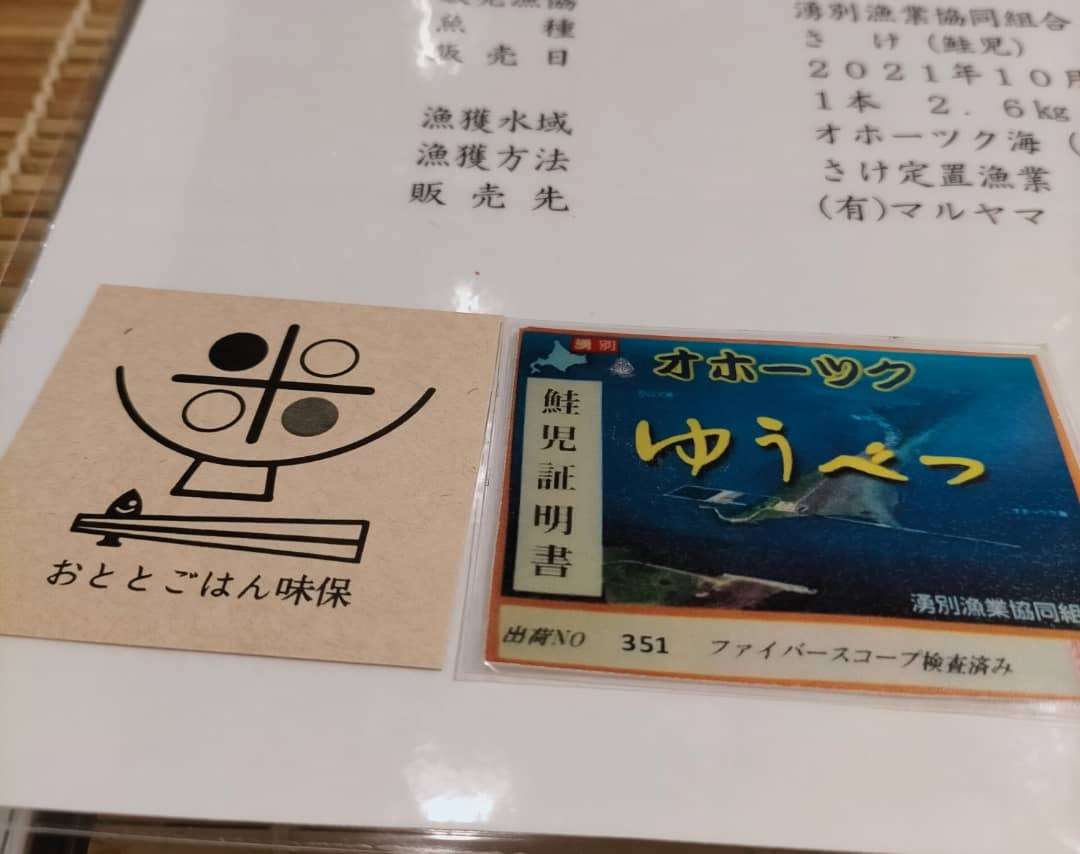 販売漁協 湧別漁業協同組合
魚種 さけ(鮭児)
販売日 2021年10月
1本 2.6kg
漁獲水域 オホーツク海(
漁獲方法 さけ定置漁業
販売先 (有)マルヤマ
おととごはん味保
湧別
オホーツク
ゆうべつ
鮭児証明書
湧別漁業協同組
出荷NO 351 ファイバースコープ検査済み